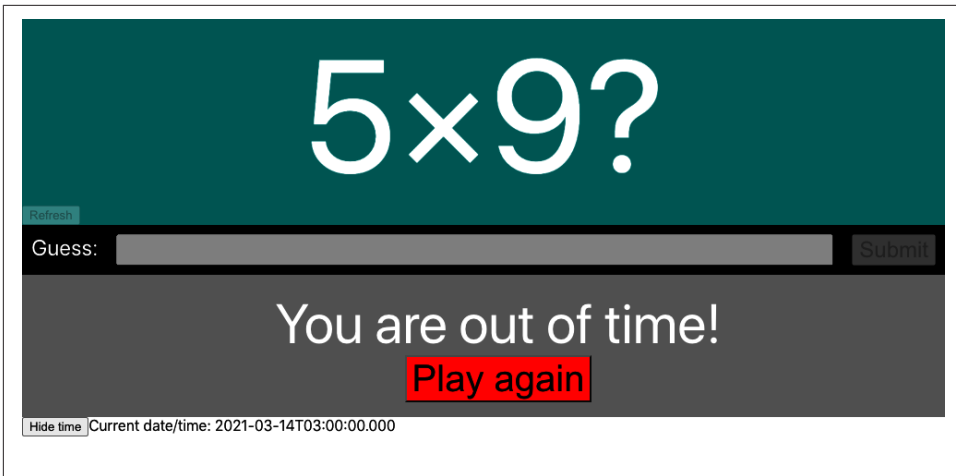 5×9?
Refresh
Guess: Submit
You are out of time!
Play again
Hide time Current date/time: 2021-03-14T03:00:00.000